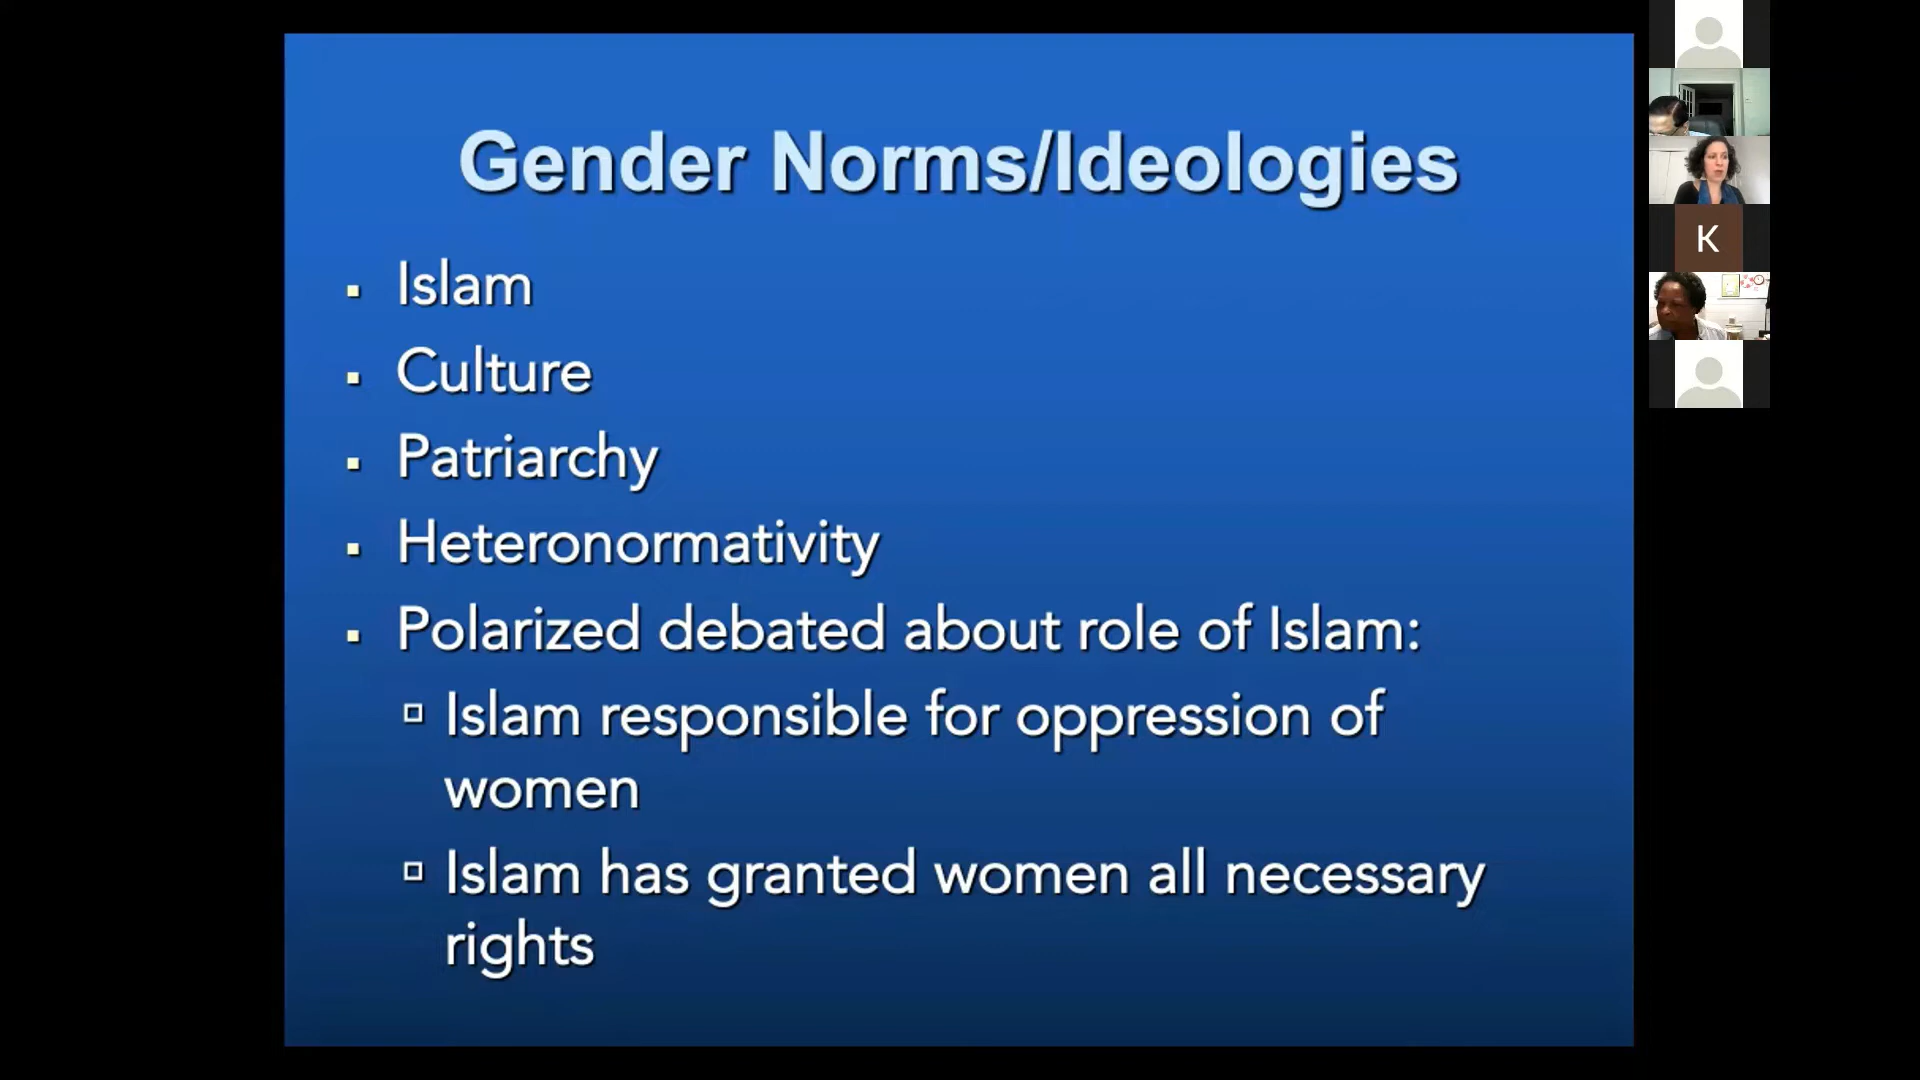 Gender Norms/Ideologies
Islam
Culture
Patriarchy
Heteronormativity
Polarized debated about role of Islam:
Islam responsible for oppression of
women
Islam has granted women all necessary
rights
K